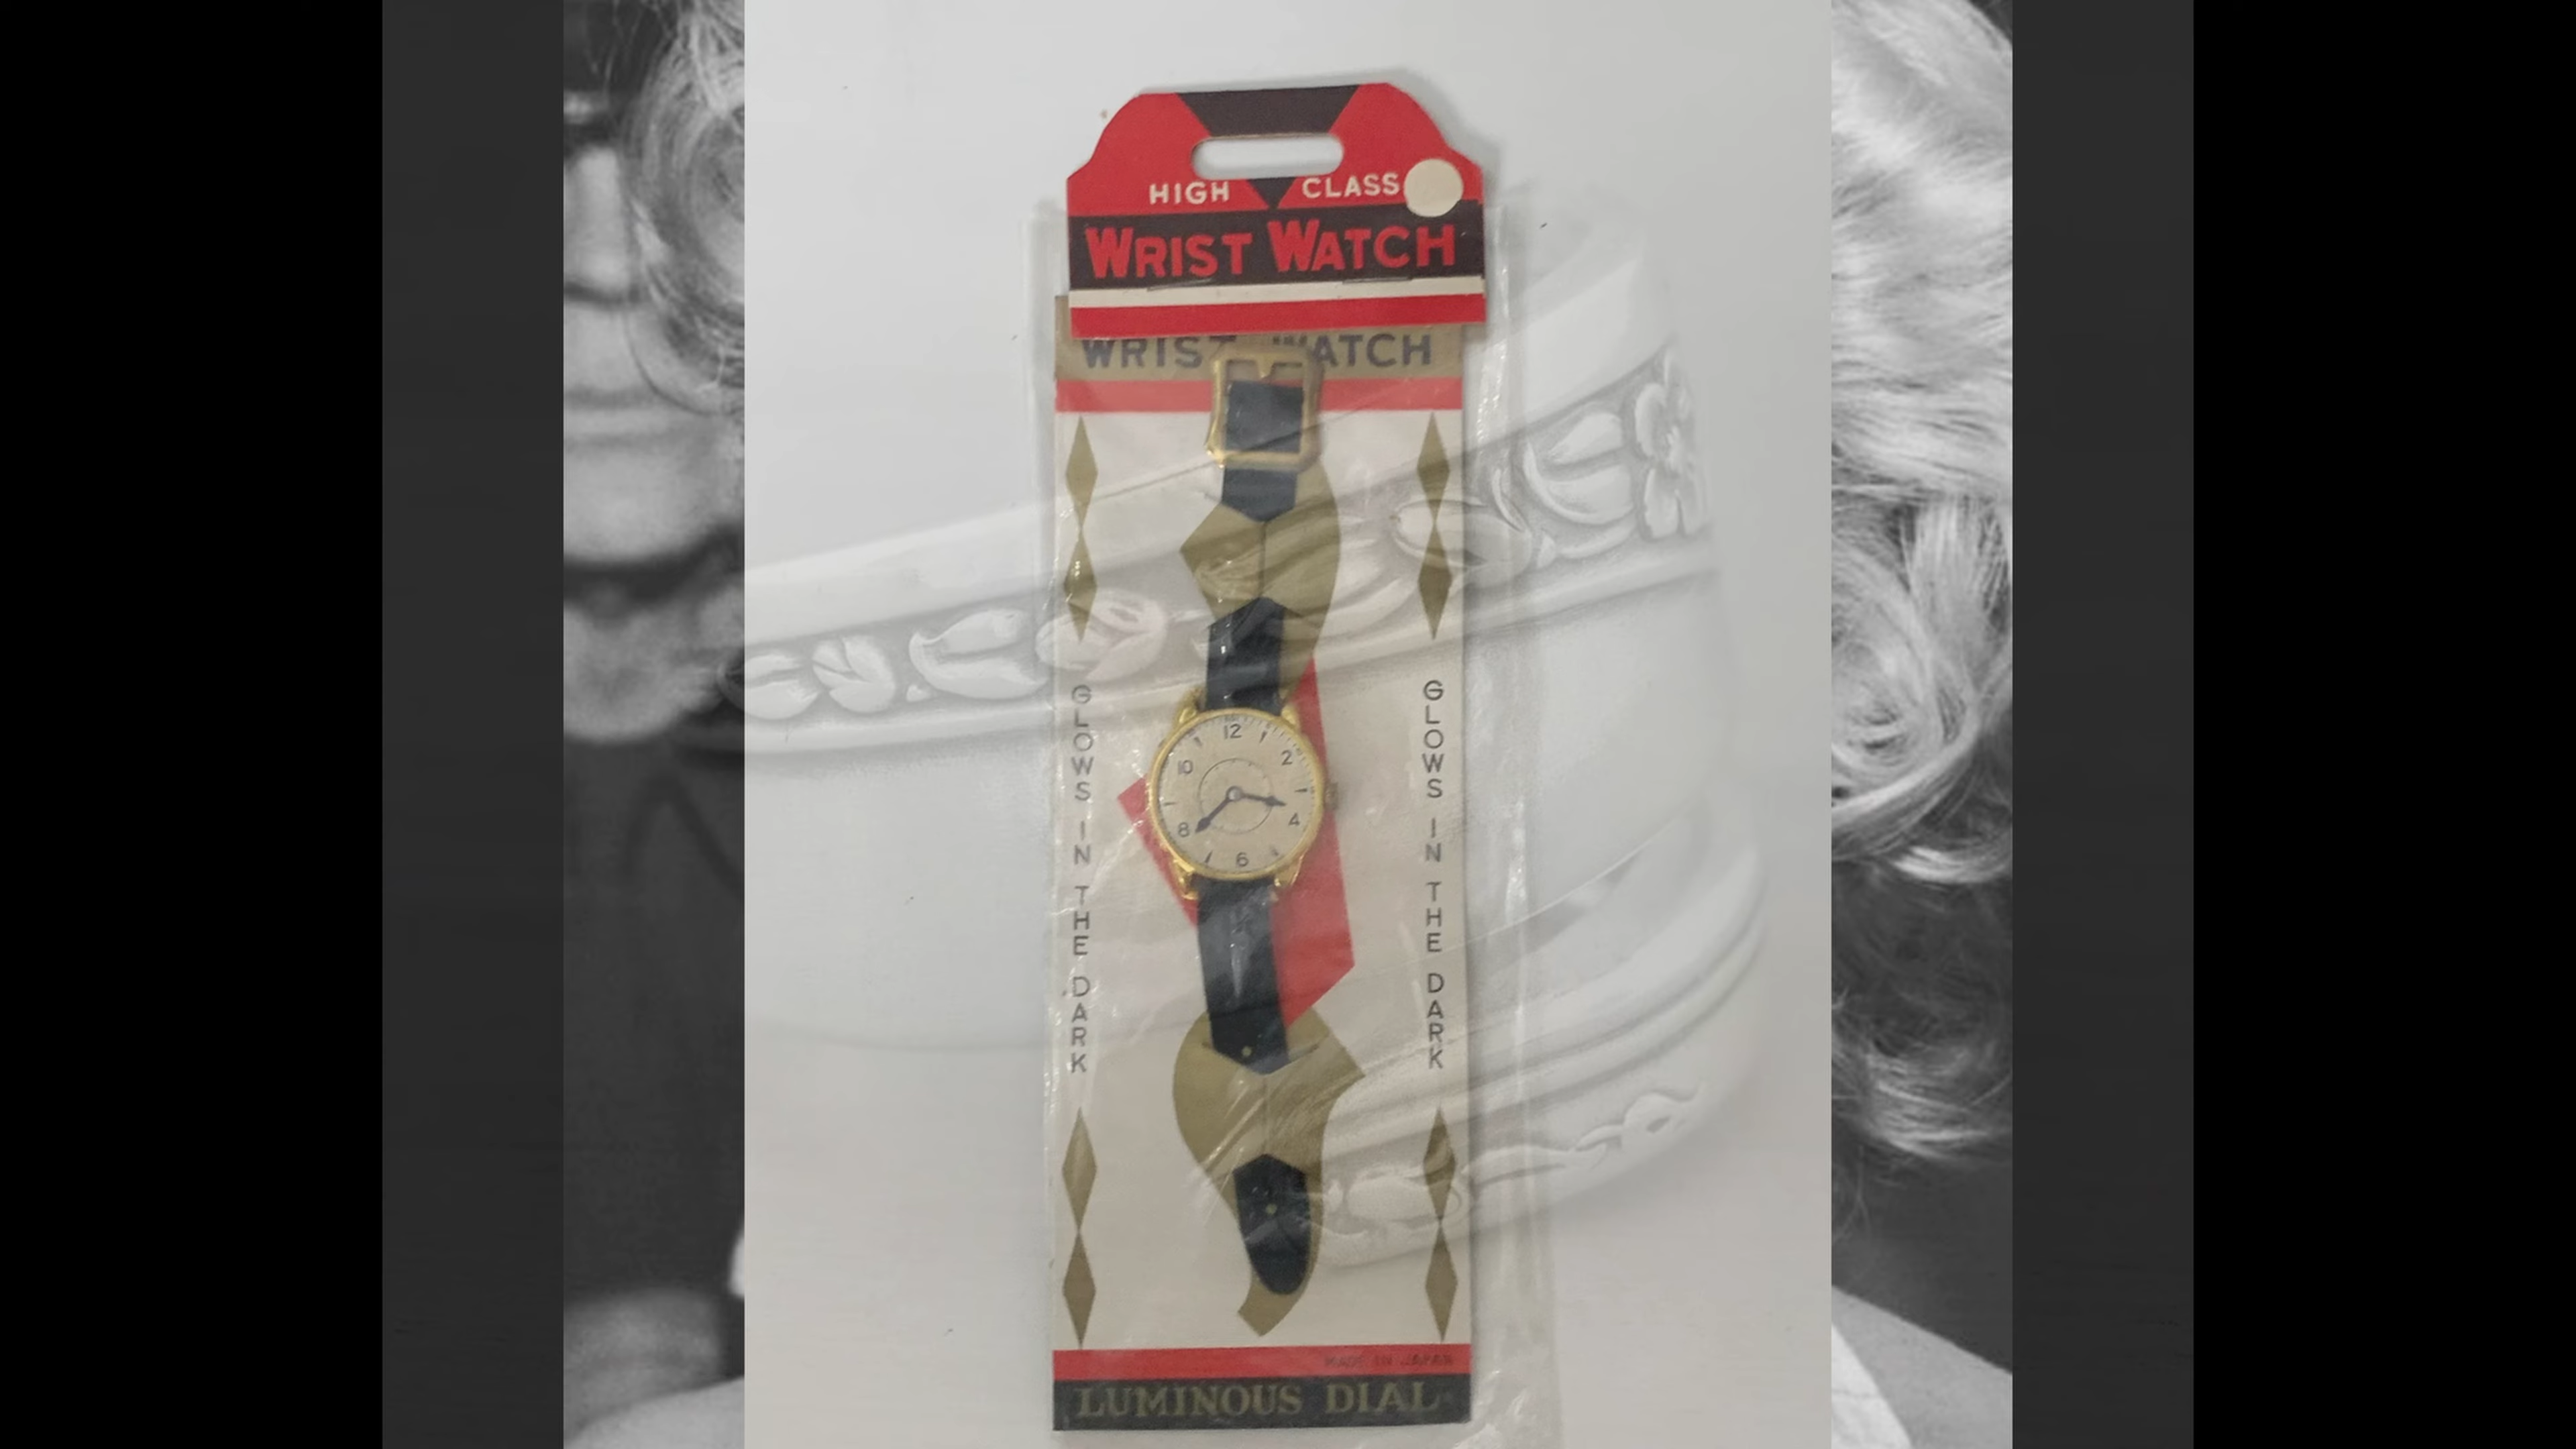 HIGH CLASS
WRIST WATCH
WRIST WATCH
12
2
10
4
8
6
GLOWS IN THE DARK
GLOWS IN THE DARK
MADE IN JAPAN
LUMINOUS DIAL